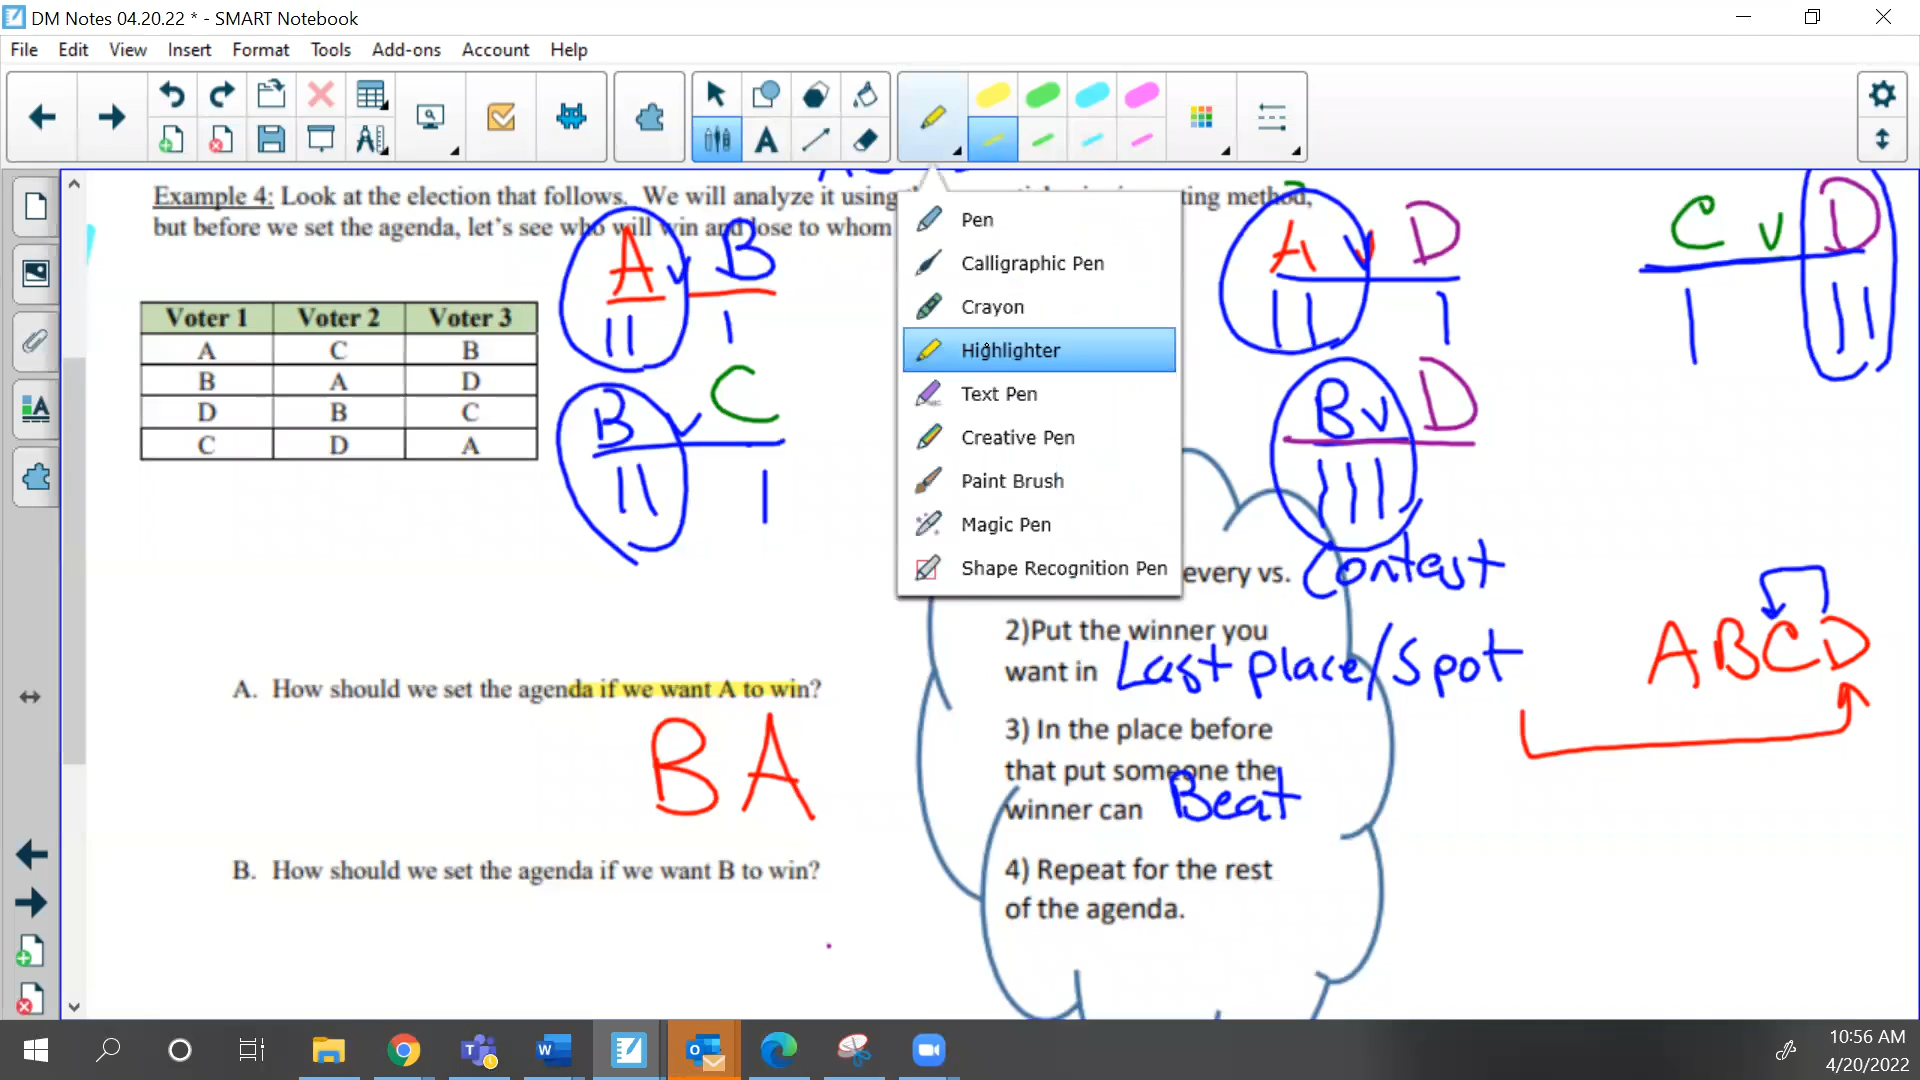 DM Notes 04.20.22 * - SMART Notebook
File Edit View Insert Format Tools Add-ons Account Help
Example 4: Look at the election that follows. We will analyze it using
ting method,
but before we set the agenda, let's see who will win and lose to whom
A v B
II I
A v D
II I
C v D
I II
Voter 1 Voter 2 Voter 3
A C B
B A D
D B C
C D A
B v C
II I
B v D
III
Pen
Calligraphic Pen
Crayon
Highlighter
Text Pen
Creative Pen
Paint Brush
Magic Pen
Shape Recognition Pen
every vs. Contest
2)Put the winner you
want in Last place/Spot
3) In the place before
that put someone the
winner can Beat
4) Repeat for the rest
of the agenda.
A B C D
A. How should we set the agenda if we want A to win?
B A
B. How should we set the agenda if we want B to win?
10:56 AM
4/20/2022